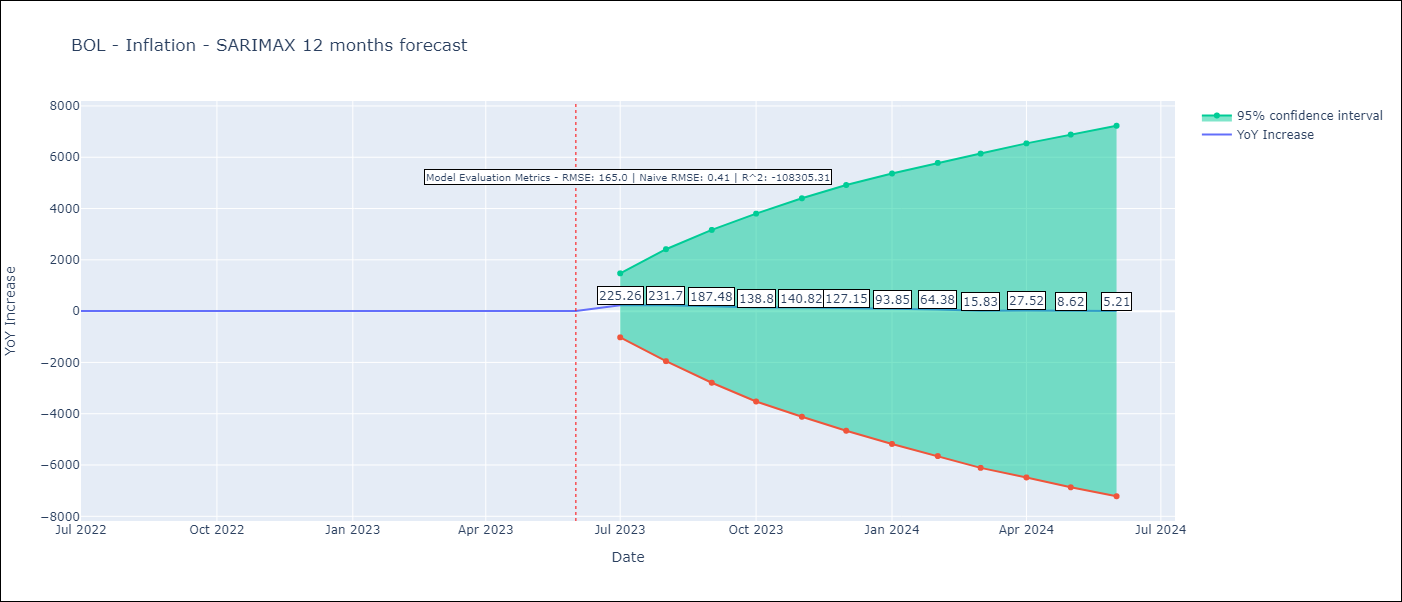 BOL - Inflation - SARIMAX 12 months forecast
8000
6000
4000
2000
0
−2000
−4000
−6000
−8000
YoY Increase
Model Evaluation Metrics - RMSE: 165.0 | Naive RMSE: 0.41 | R^2: -108305.31
225.26
231.7
187.48
138.8
140.82
127.15
93.85
64.38
15.83
27.52
8.62
5.21
Jul 2022
Oct 2022
Jan 2023
Apr 2023
Jul 2023
Oct 2023
Jan 2024
Apr 2024
Jul 2024
Date
95% confidence interval
YoY Increase